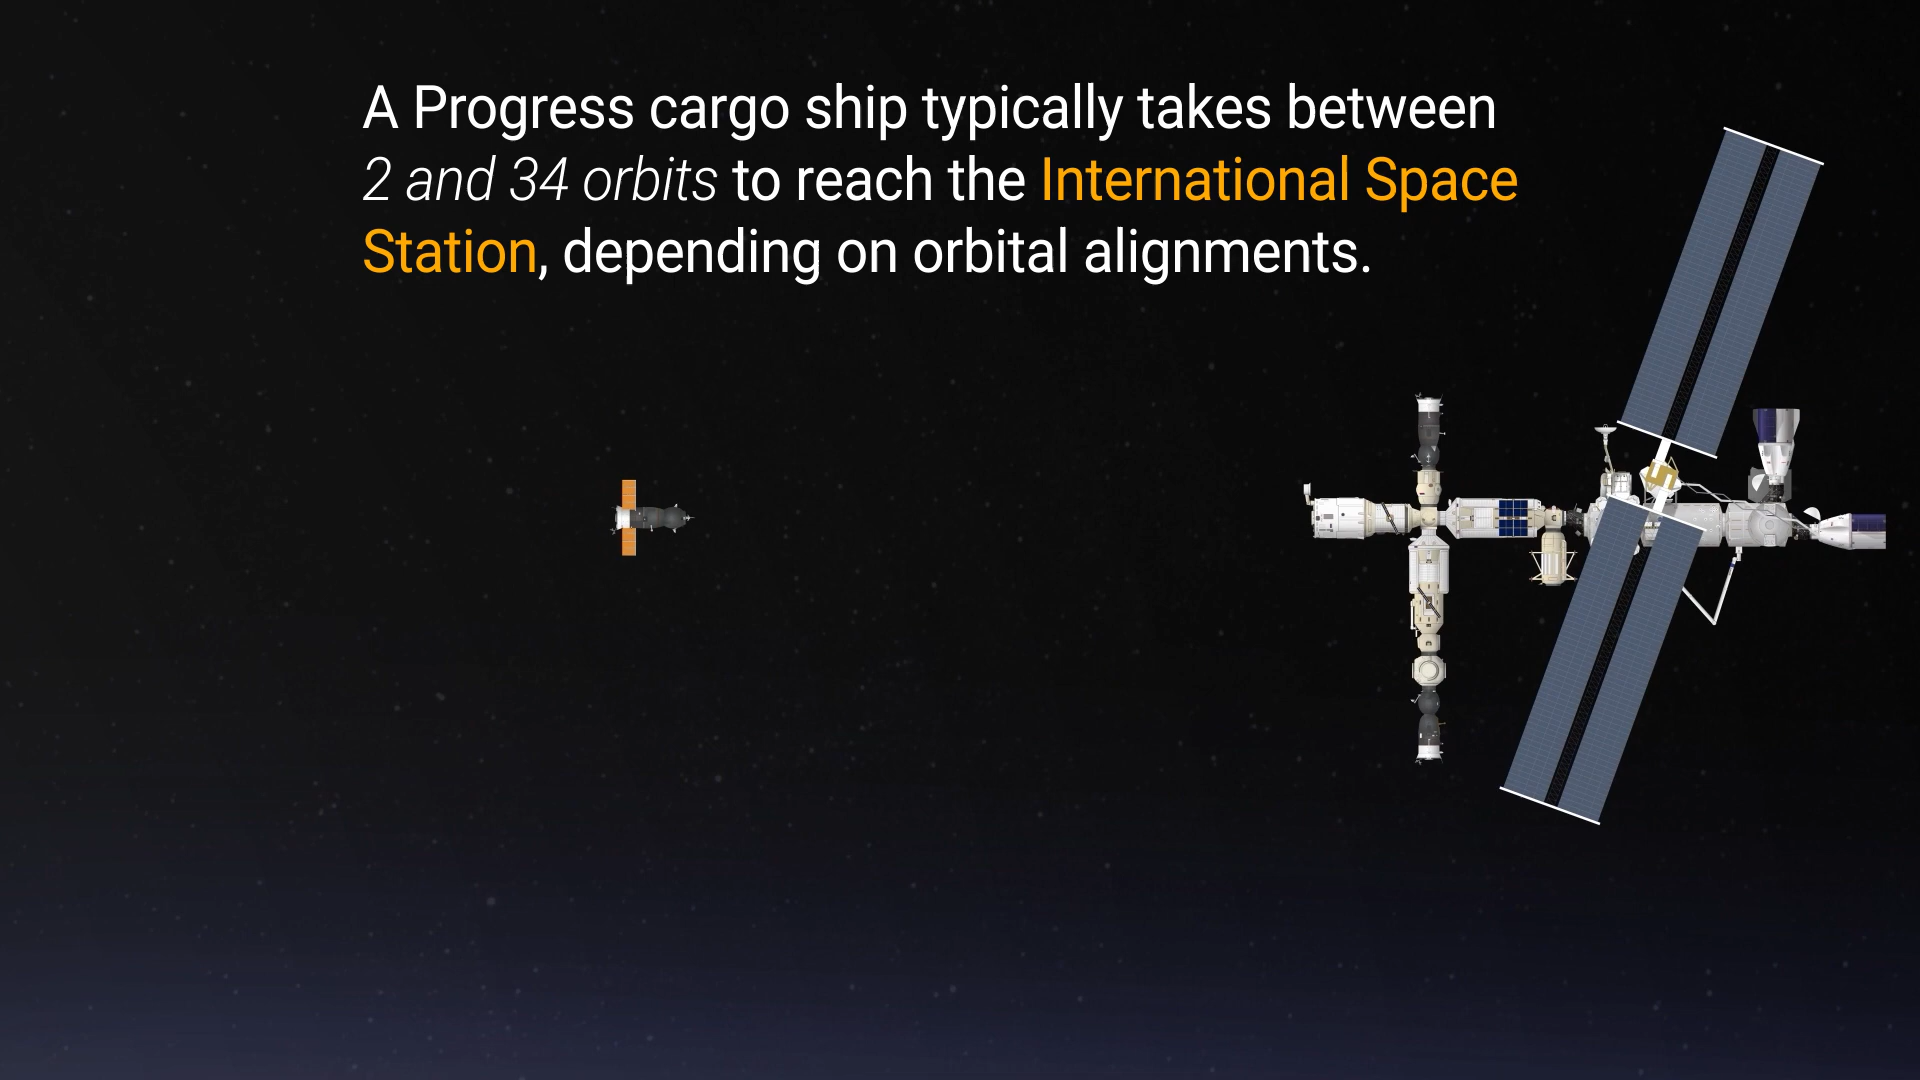 A Progress cargo ship typically takes between
2 and 34 orbits to reach the International Space
Station, depending on orbital alignments.